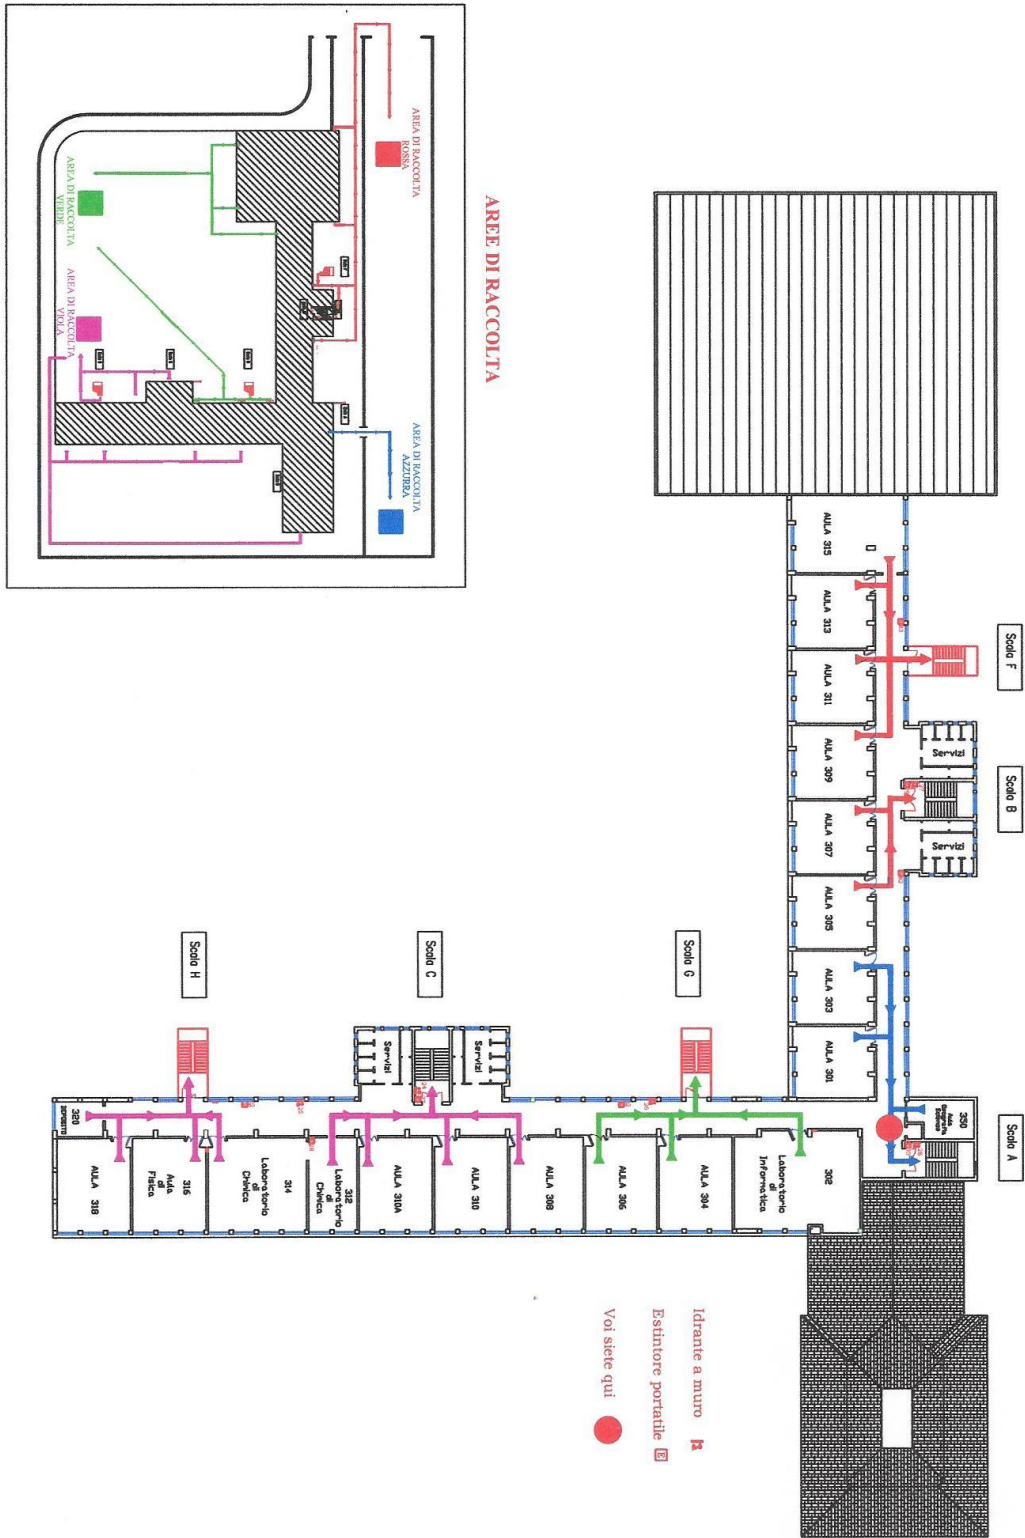 AREE DI RACCOLTA
AREA DI RACCOLTA
ROSSA
AREA DI RACCOLTA
VERDE
AREA DI RACCOLTA
VIOLA
AREA DI RACCOLTA
AZZURRA
Scala F
Scala B
Scala A
Servizi
Servizi
AULA 315
AULA 313
AULA 311
AULA 309
AULA 307
AULA 305
AULA 303
AULA 301
350
Aula
Scala H
Scala C
Scala G
Servizi
Servizi
320
DEPOSITO
AULA 318
316
Aula
di
Fisica
314
Laboratorio
di
Chimica
312
Laboratorio
di
Chimica
AULA 310A
AULA 310
AULA 308
AULA 306
AULA 304
302
Laboratorio
di
Informatica
Idrante a muro
Estintore portatile E
Voi siete qui